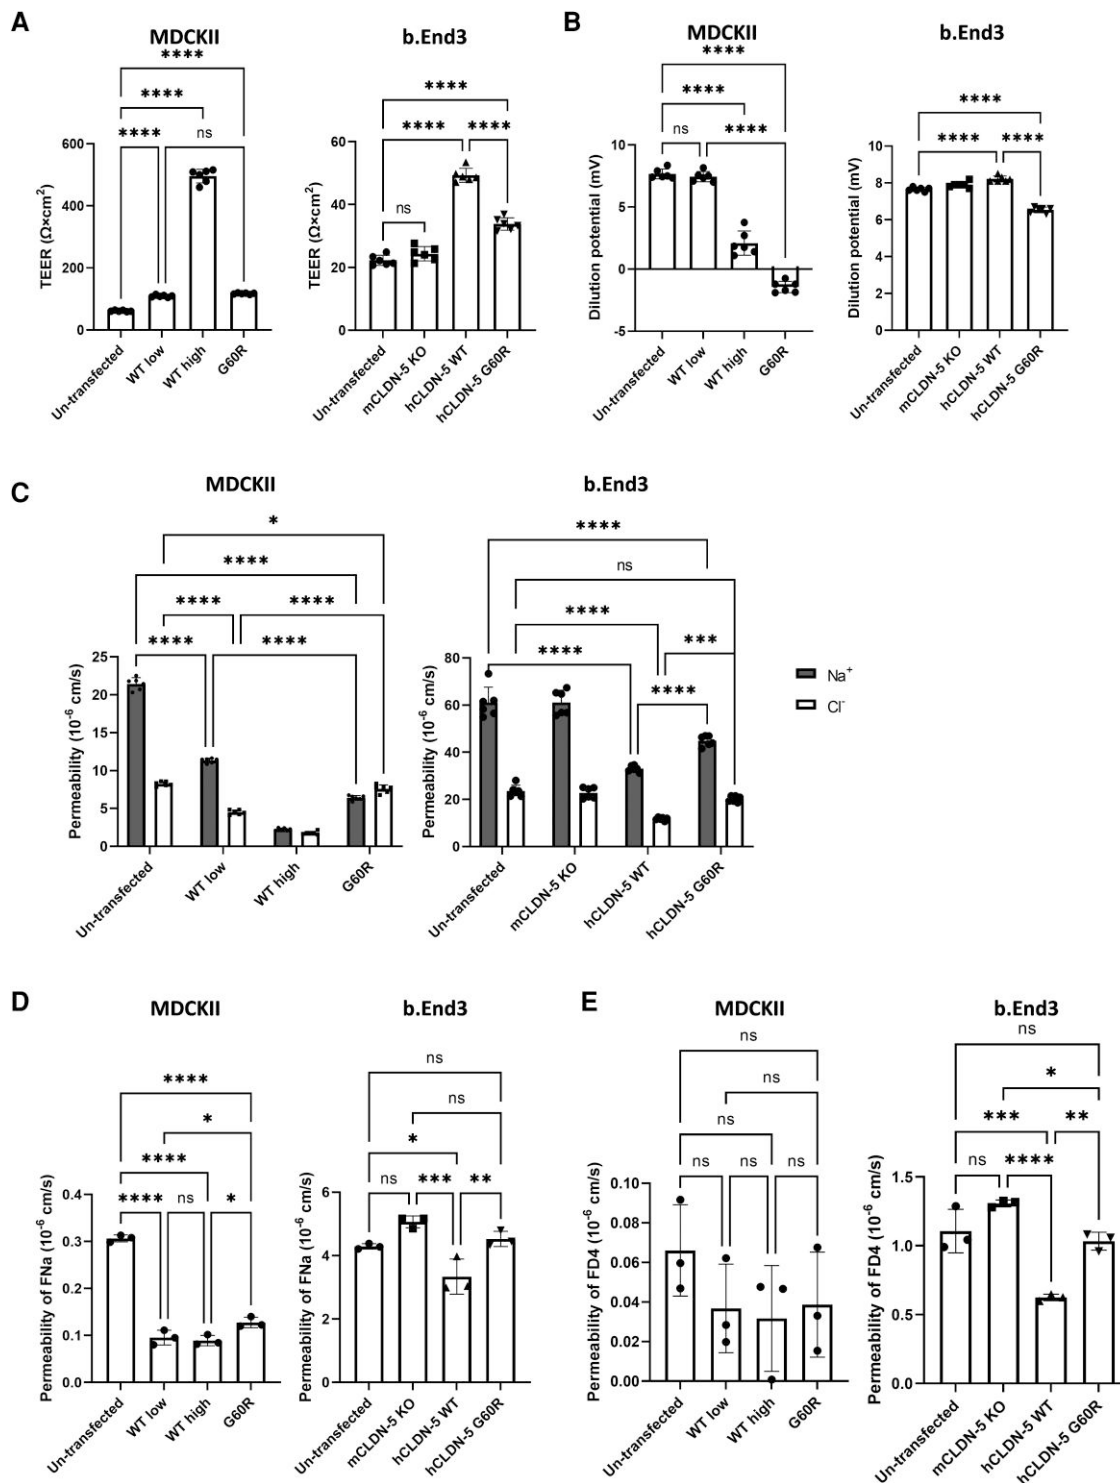 A
MDCKII
****
****
****
ns
TEER (Ω×cm²)
600
400
200
0
Un-transfected
WT low
WT high
G60R
b.End3
****
****
****
ns
TEER (Ω×cm²)
60
40
20
0
Un-transfected
mCLDN-5 KO
hCLDN-5 WT
hCLDN-5 G60R
B
MDCKII
****
****
ns
****
Dilution potential (mV)
10
5
0
-5
Un-transfected
WT low
WT high
G60R
b.End3
****
****
****
Dilution potential (mV)
10
8
6
4
2
0
Un-transfected
mCLDN-5 KO
hCLDN-5 WT
hCLDN-5 G60R
C
MDCKII
*
****
****
****
****
****
Permeability (10⁻⁶ cm/s)
25
20
15
10
5
0
Un-transfected
WT low
WT high
G60R
b.End3
****
ns
****
***
****
****
Permeability (10⁻⁶ cm/s)
80
60
40
20
0
Un-transfected
mCLDN-5 KO
hCLDN-5 WT
hCLDN-5 G60R
Na⁺
Cl⁻
D
MDCKII
****
*
****
****
ns
*
Permability of FNa (10⁻⁶ cm/s)
0.4
0.3
0.2
0.1
0.0
Un-transfected
WT low
WT high
G60R
b.End3
ns
ns
*
ns
***
**
Permability of FNa (10⁻⁶ cm/s)
6
4
2
0
Un-transfected
mCLDN-5 KO
hCLDN-5 WT
hCLDN-5 G60R
E
MDCKII
ns
ns
ns
ns
ns
ns
Permeability of FD4 (10⁻⁶ cm/s)
0.10
0.08
0.06
0.04
0.02
0.00
Un-transfected
WT low
WT high
G60R
b.End3
ns
*
***
**
ns
****
Permeability of FD4 (10⁻⁶ cm/s)
1.5
1.0
0.5
0.0
Un-transfected
mCLDN-5 KO
hCLDN-5 WT
hCLDN-5 G60R